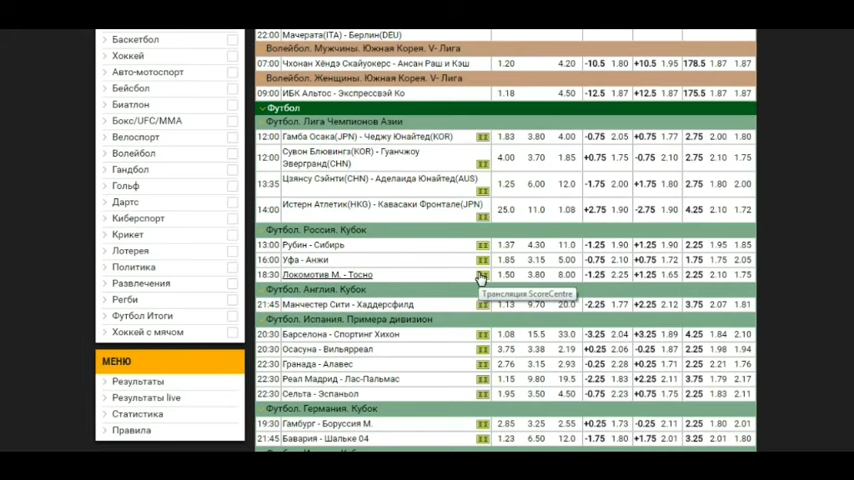 Баскетбол
Хоккей
Авто-мотоспорт
Бейсбол
Биатлон
Бокс/UFC/MMA
Велоспорт
Волейбол
Гандбол
Гольф
Дартс
Киберспорт
Крикет
Лотерея
Политика
Развлечения
Регби
Футбол Итоги
Хоккей с мячом
МЕНЮ
Результаты
Результаты live
Статистика
Правила
22:00 Мачерата(ITA) - Берлин(DEU)
Волейбол. Мужчины. Южная Корея. V- Лига
07:00 Чхонан Хёндэ Скайуокерс - Ансан Раш и Кэш 1.20 4.20 -10.5 1.80 +10.5 1.95 178.5 1.87 1.87
Волейбол. Женщины. Южная Корея. V- Лига
09:00 ИБК Альтос - Экспрессвэй Ко 1.18 4.50 -12.5 1.87 +12.5 1.87 175.5 1.87 1.87
Футбол
Футбол. Лига Чемпионов Азии
12:00 Гамба Осака(JPN) - Чеджу Юнайтед(KOR) 1.83 3.80 4.00 -0.75 2.05 +0.75 1.77 2.75 2.00 1.80
12:00 Сувон Блювингз(KOR) - Гуанчжоу
Эвергранд(CHN) 4.00 3.70 1.85 +0.75 1.75 -0.75 2.10 2.75 2.10 1.75
13:35 Цзянсу Сэйнти(CHN) - Аделаида Юнайтед(AUS) 1.25 6.00 12.0 -1.75 2.00 +1.75 1.80 2.75 1.80 2.00
14:00 Истерн Атлетик(HKG) - Кавасаки Фронтале(JPN) 25.0 11.0 1.08 +2.75 1.90 -2.75 1.90 4.25 2.10 1.72
Футбол. Россия. Кубок
13:00 Рубин - Сибирь 1.37 4.30 11.0 -1.25 1.90 +1.25 1.90 2.25 1.95 1.85
16:00 Уфа - Анжи 1.85 3.15 5.00 -0.75 2.10 +0.75 1.72 1.75 1.75 2.05
18:30 Локомотив М. - Тосно 1.50 3.80 8.00 -1.25 2.25 +1.25 1.65 2.25 2.10 1.75
Трансляция ScoreCentre
Футбол. Англия. Кубок
21:45 Манчестер Сити - Хаддерсфилд 1.13 9.70 20.0 -2.25 1.77 +2.25 2.12 3.75 2.07 1.81
Футбол. Испания. Примера дивизион
20:30 Барселона - Спортинг Хихон 1.08 15.5 33.0 -3.25 2.04 +3.25 1.89 4.25 1.84 2.10
20:30 Осасуна - Вильярреал 3.75 3.38 2.19 +0.25 2.06 -0.25 1.87 2.25 1.98 1.94
22:30 Гранада - Алавес 2.76 3.15 2.93 -0.25 2.28 +0.25 1.71 2.25 2.21 1.76
22:30 Реал Мадрид - Лас-Пальмас 1.15 9.80 19.5 -2.25 1.83 +2.25 2.11 3.75 1.79 2.17
22:30 Сельта - Эспаньол 1.95 3.50 4.50 -0.75 2.23 +0.75 1.75 2.25 1.83 2.11
Футбол. Германия. Кубок
19:30 Гамбург - Боруссия М. 2.85 3.25 2.55 +0.25 1.73 -0.25 2.11 2.25 1.80 2.01
21:45 Бавария - Шальке 04 1.23 6.50 12.0 -1.75 1.80 +1.75 2.01 3.25 2.01 1.80